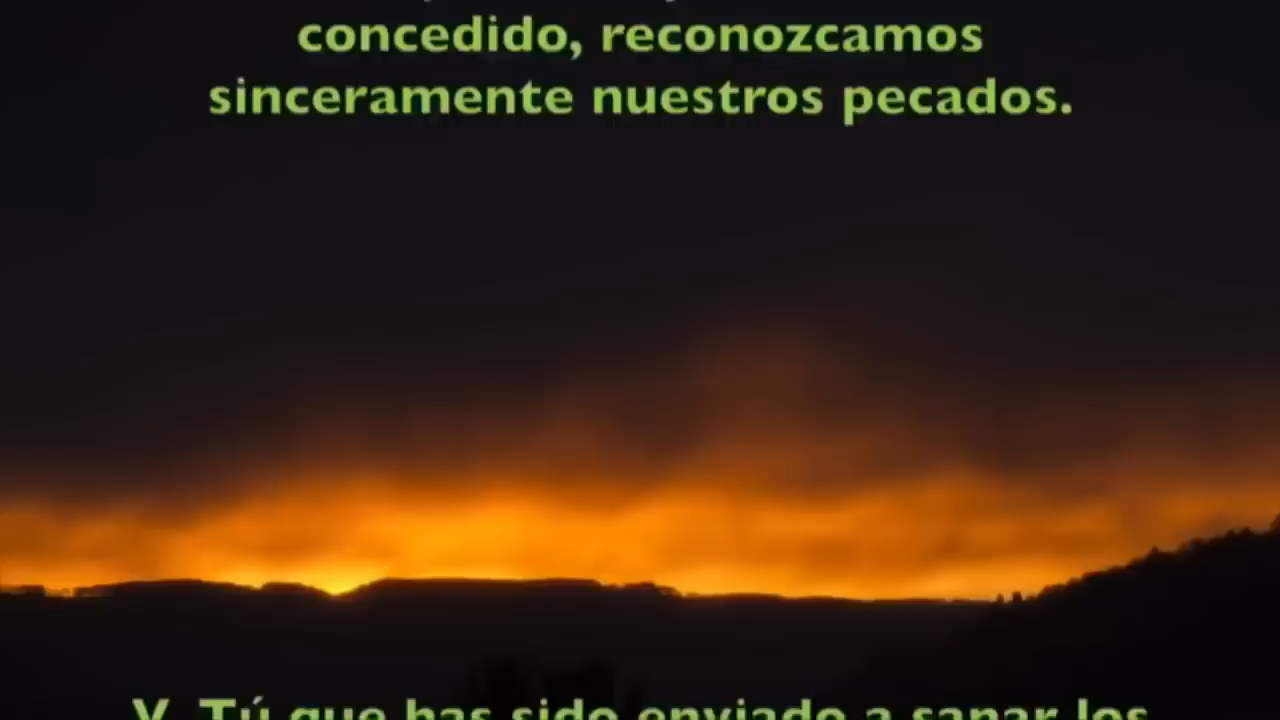 concedido, reconozcamos
sinceramente nuestros pecados.
V. Tú que has sido enviado a sanar los